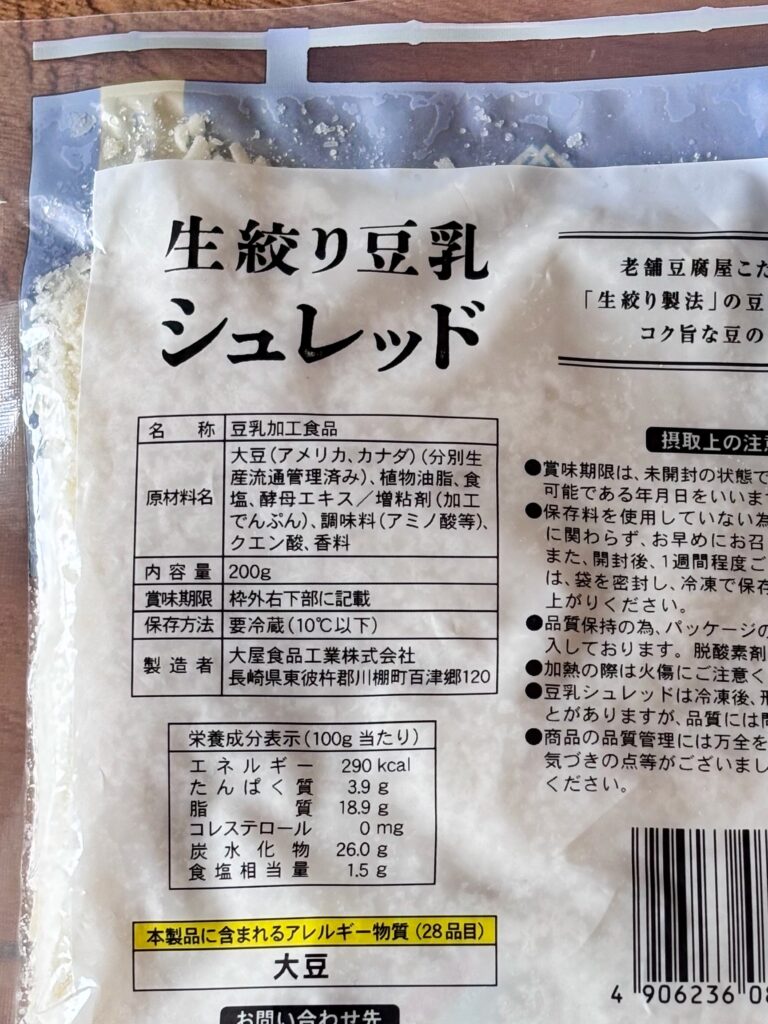 生絞り豆乳
シュレッド
老舗豆腐屋こだ
「生絞り製法」の豆
コク旨な豆の
名称 豆乳加工食品
原材料名 大豆(アメリカ、カナダ)(分別生
産流通管理済み)、植物油脂、食
塩、酵母エキス/増粘剤(加工
でんぷん)、調味料(アミノ酸等)、
クエン酸、香料
内容量 200g
賞味期限 枠外右下部に記載
保存方法 要冷蔵(10℃以下)
製造者 大屋食品工業株式会社
長崎県東彼杵郡川棚町百津郷120
栄養成分表示(100g当たり)
エネルギー 290kcal
たんぱく質 3.9g
脂質 18.9g
コレステロール 0mg
炭水化物 26.0g
食塩相当量 1.5g
本製品に含まれるアレルギー物質(28品目)
大豆
お問い合わせ先
摂取上の注意
●賞味期限は、未開封の状態で
可能である年月日をいいます
●保存料を使用していない為
に関わらず、お早めにお召
また、開封後、1週間程度ご
は、袋を密封し、冷凍で保存
上がりください。
●品質保持の為、パッケージの
入しております。脱酸素剤
●加熱の際は火傷にご注意く
●豆乳シュレッドは冷凍後、形
とがありますが、品質には問
●商品の品質管理には万全を
気づきの点等がございまし
ください。
4 906236 08